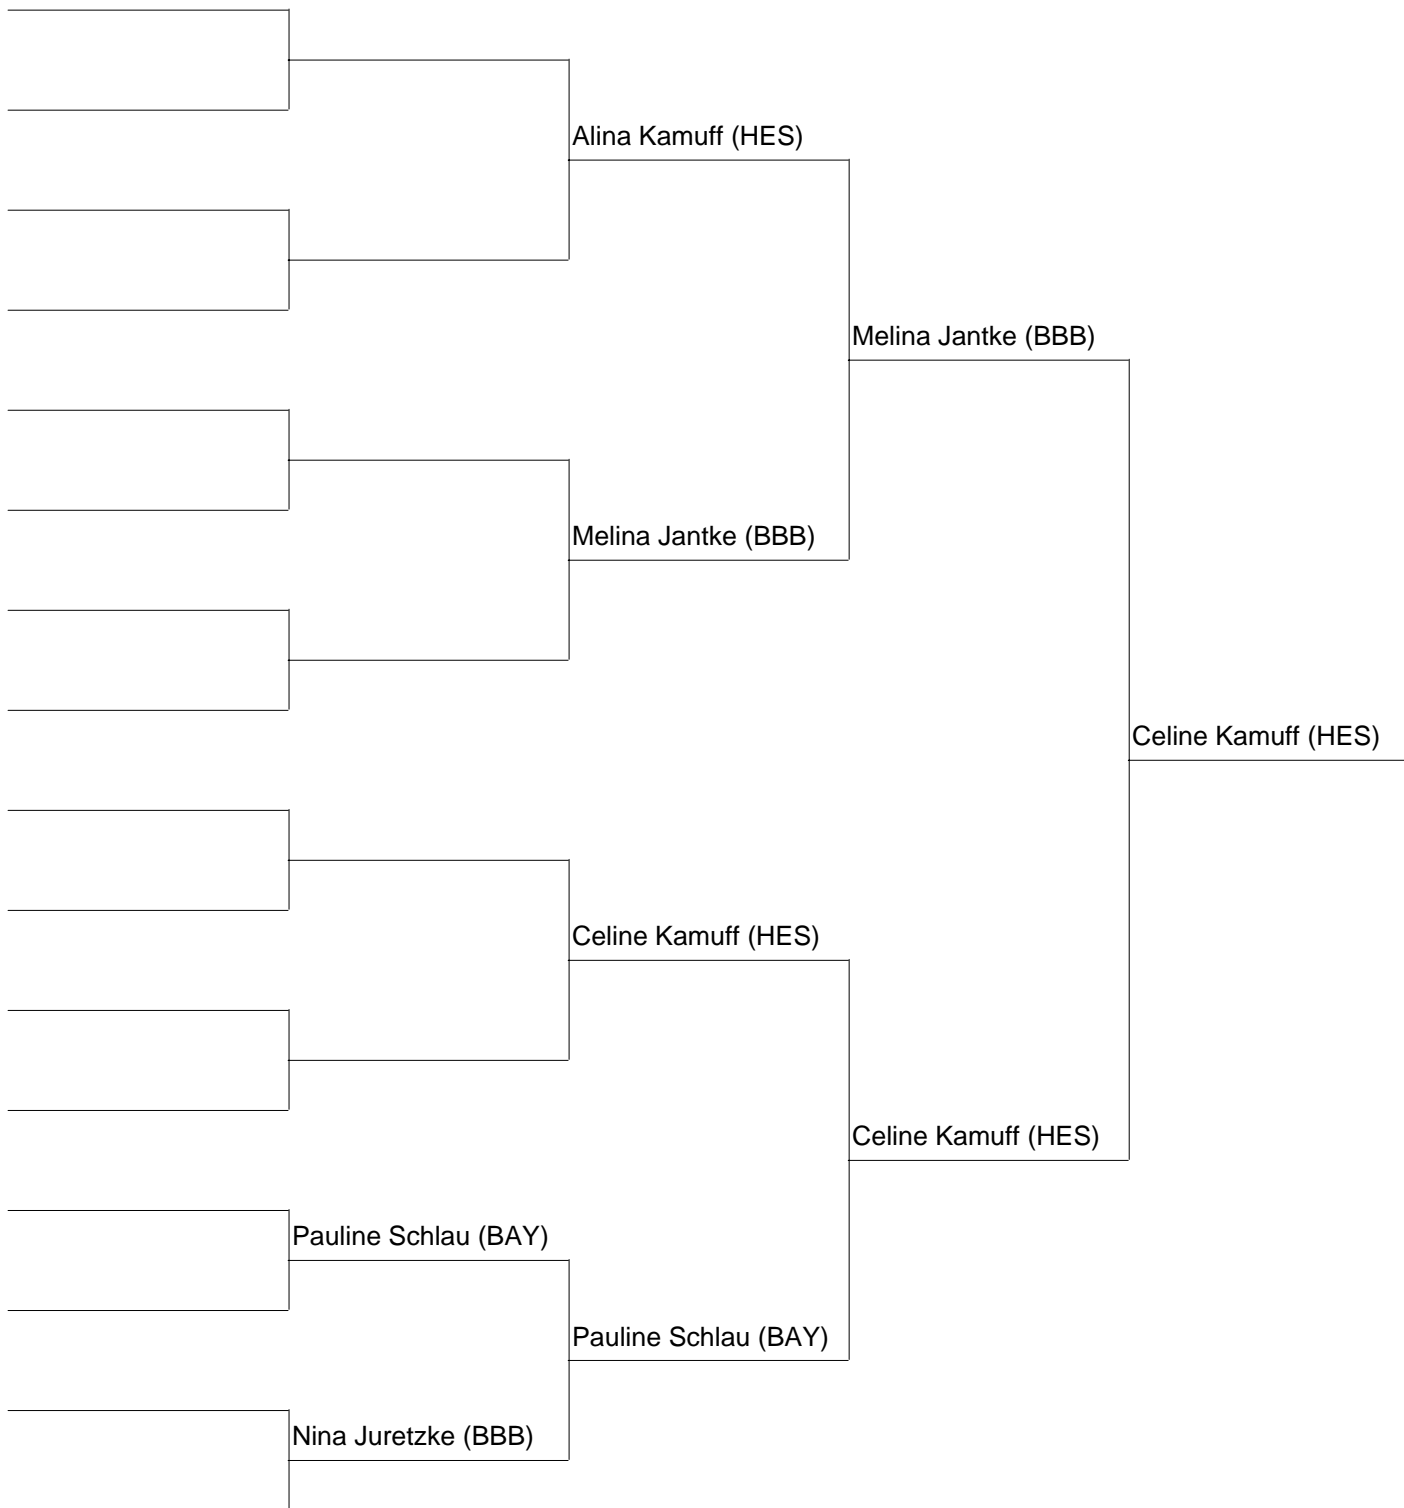 Alina Kamuff (HES)
Melina Jantke (BBB)
Melina Jantke (BBB)
Celine Kamuff (HES)
Celine Kamuff (HES)
Celine Kamuff (HES)
Pauline Schlau (BAY)
Pauline Schlau (BAY)
Nina Juretzke (BBB)